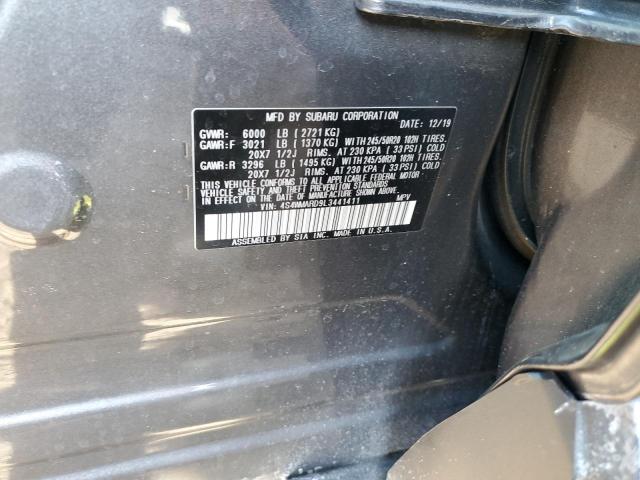 MFD BY SUBARU CORPORATION
GVWR: 6000 LB (2721 KG) DATE: 12/19
GAWR:F 3021 LB (1370 KG) WITH 245/50R20 102H TIRES.
20X7 1/2J RIMS. AT 230 KPA (33 PSI) COLD
GAWR:R 3296 LB (1495 KG) WITH 245/50R20 102H TIRES.
20X7 1/2J RIMS. AT 230 KPA (33 PSI) COLD
THIS VEHICLE CONFORMS TO ALL APPLICABLE FEDERAL MOTOR
VEHICLE SAFETY AND BUMPER STANDARDS
IN EFFECT ON THE DATE OF MANUFACTURE SHOWN ABOVE.
VIN: 4S4WMARD9L3441411 MPV
ASSEMBLED BY SIA INC. MADE IN U.S.A.